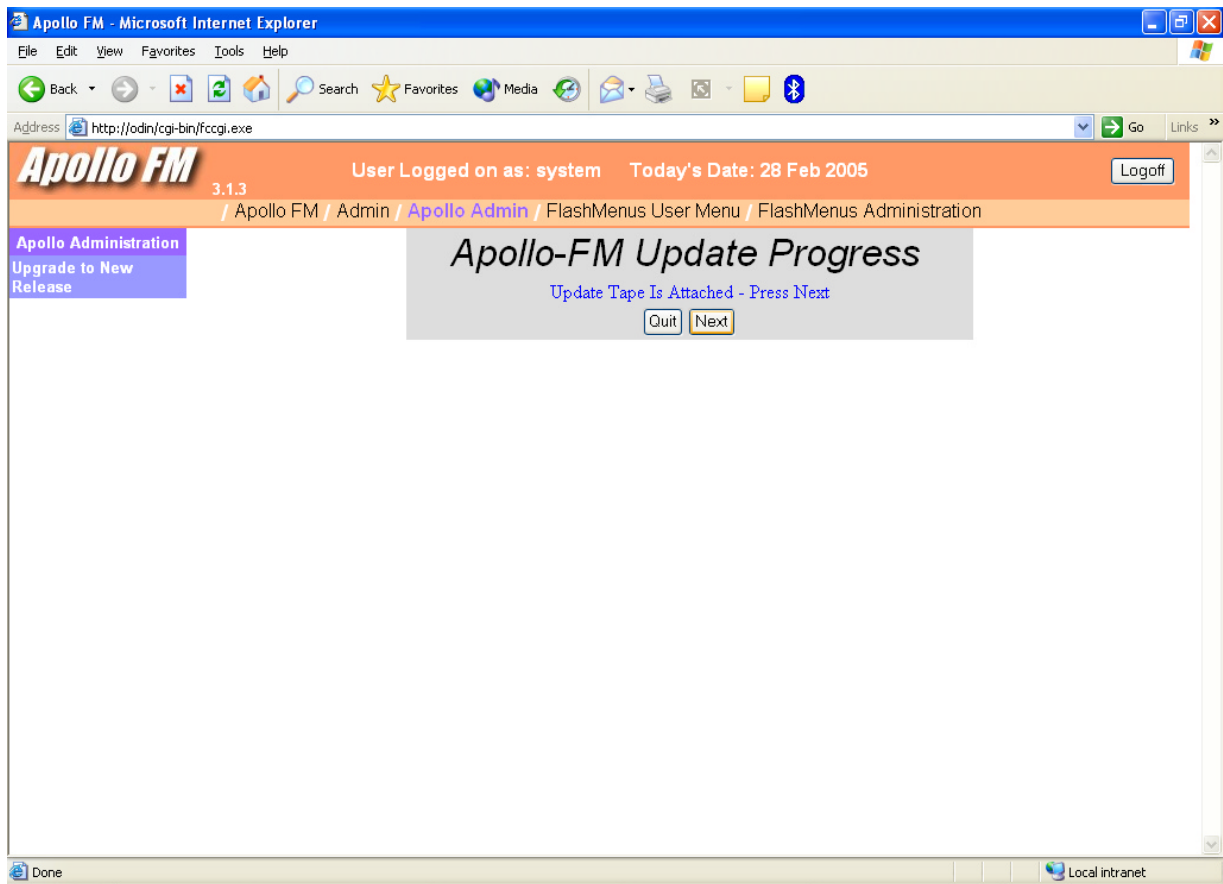 Apollo FM - Microsoft Internet Explorer
File Edit View Favorites Tools Help
Back Search Favorites Media
Address http://odin/cgi-bin/fccgi.exe Go Links »
Apollo FM 3.1.3 User Logged on as: system Today's Date: 28 Feb 2005 Logoff
/ Apollo FM / Admin / Apollo Admin / FlashMenus User Menu / FlashMenus Administration
Apollo Administration
Upgrade to New
Release
Apollo-FM Update Progress
Update Tape Is Attached - Press Next
Quit Next
Done Local intranet